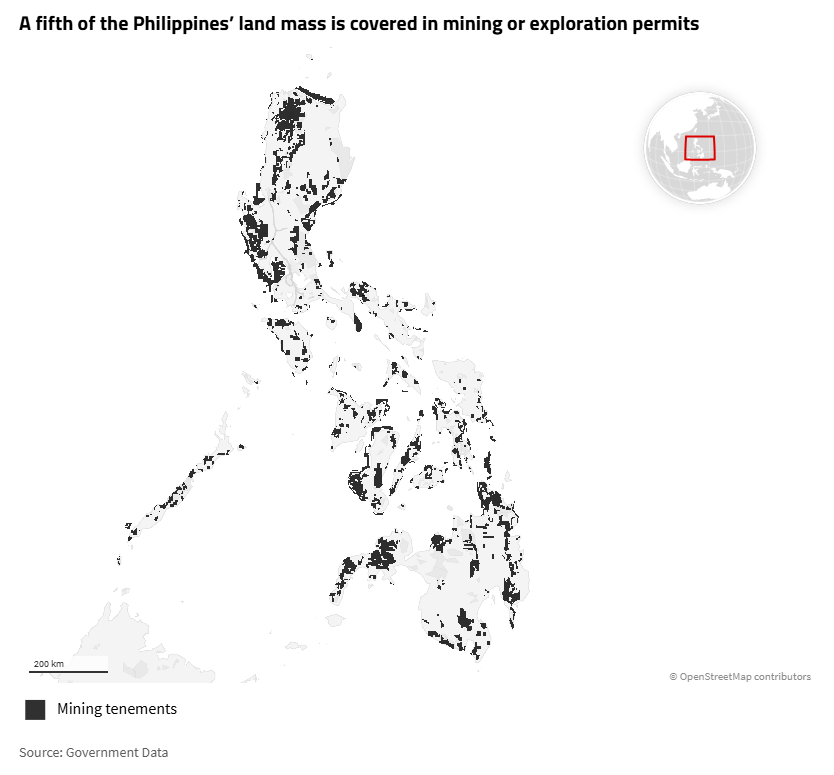 A fifth of the Philippines’ land mass is covered in mining or exploration permits
200 km
© OpenStreetMap contributors
Mining tenements
Source: Government Data